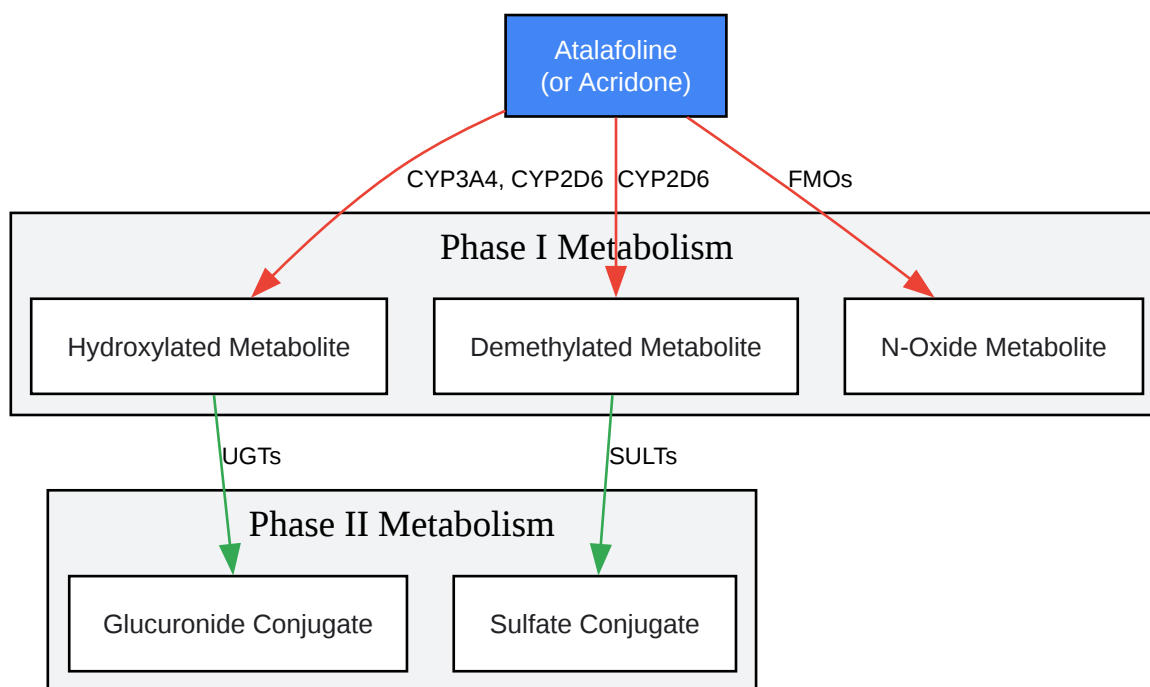 Atalafoline
(or Acridone)
CYP3A4, CYP2D6
CYP2D6
FMOs
Phase I Metabolism
Hydroxylated Metabolite
Demethylated Metabolite
N-Oxide Metabolite
UGTs
SULTs
Phase II Metabolism
Glucuronide Conjugate
Sulfate Conjugate